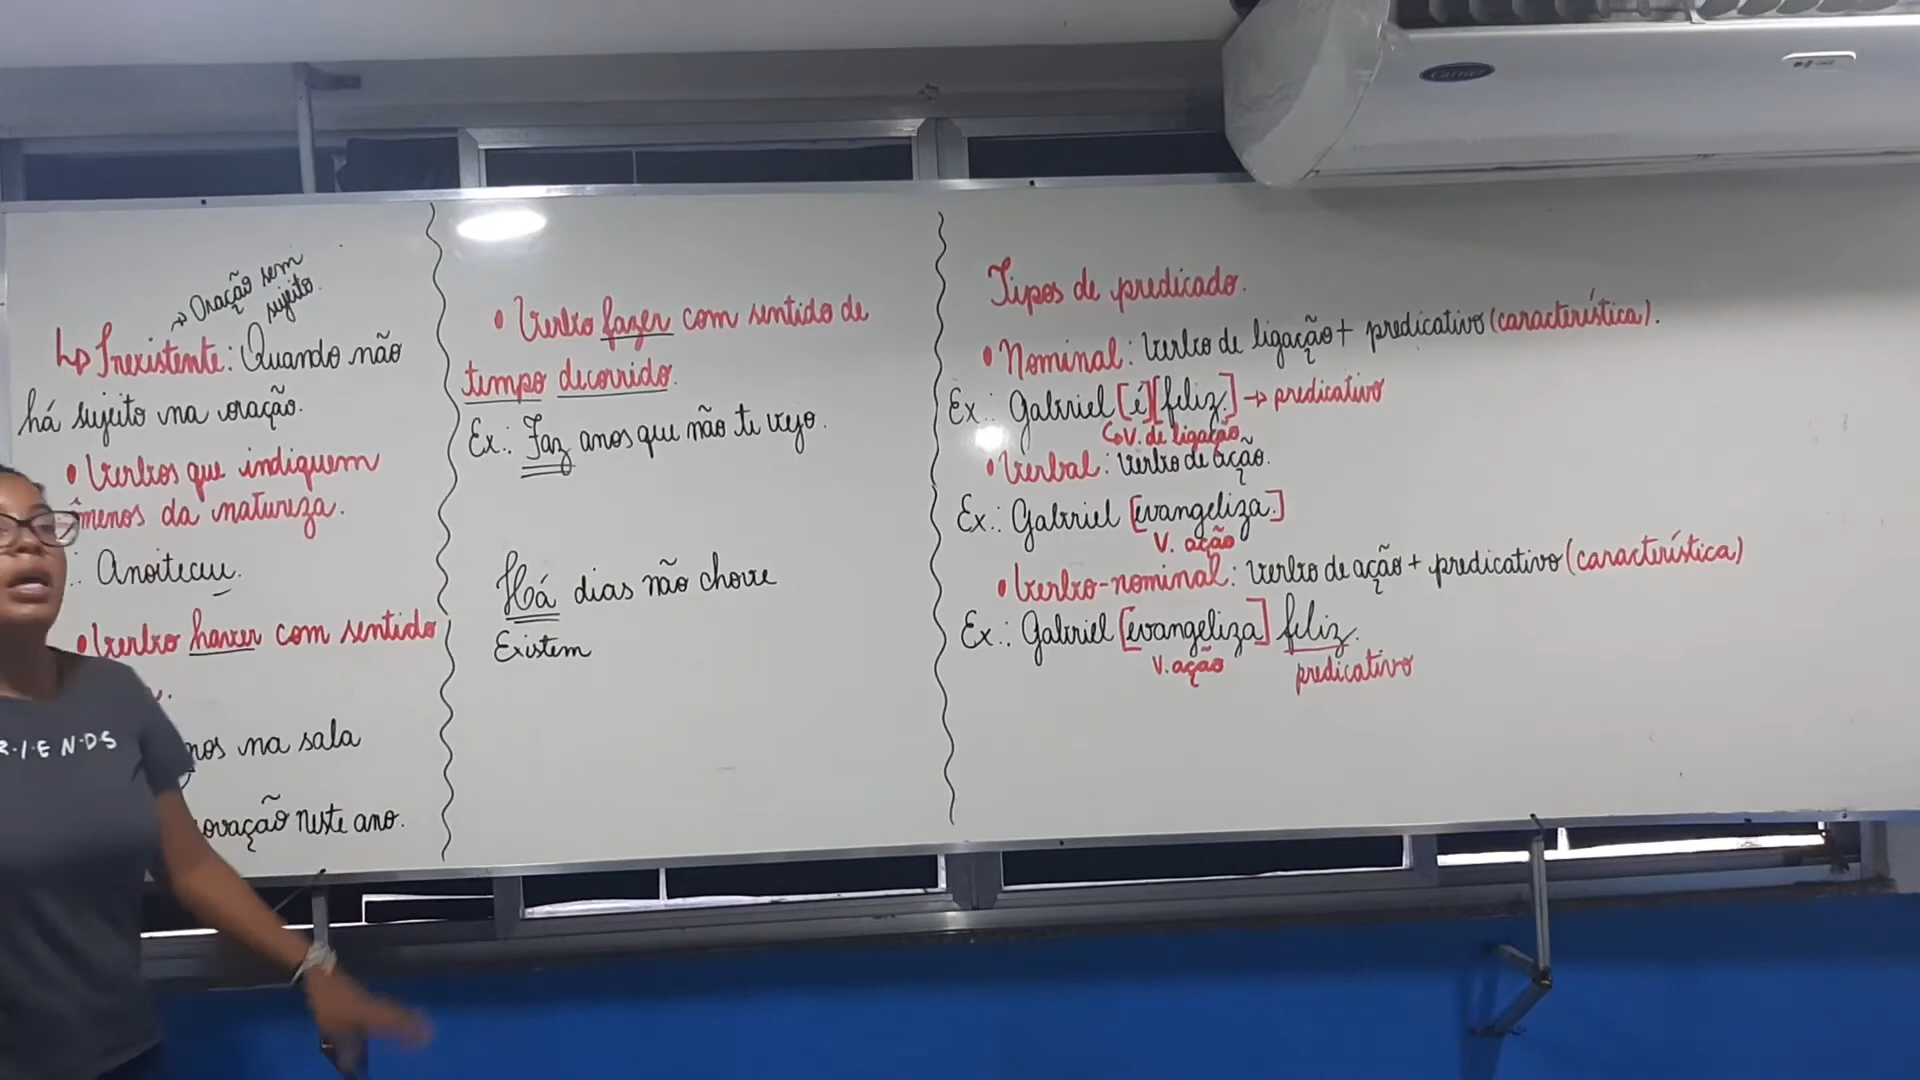 → Oração sem
sujeito.
↳ Inexistente: Quando não
há sujeito na oração.
• Verbos que indiquem
menos da natureza.
: Anoiteceu.
• Verbo haver com sentido
na sala
ovação neste ano.
• Verbo fazer com sentido de
tempo decorrido.
Ex.: Faz anos que não te vejo.
Há dias não chove
Existem
Tipos de predicado.
• Nominal: Verbo de ligação + predicativo (característica).
Ex.: Gabriel [é][feliz.] → predicativo
↳ V. de ligação
• Verbal: Verbo de ação.
Ex.: Gabriel [evangeliza.]
V. ação
• Verbo-nominal: Verbo de ação + predicativo (característica)
Ex.: Gabriel [evangeliza] feliz.
V. ação predicativo
R·I·E N·D·S
Carrier